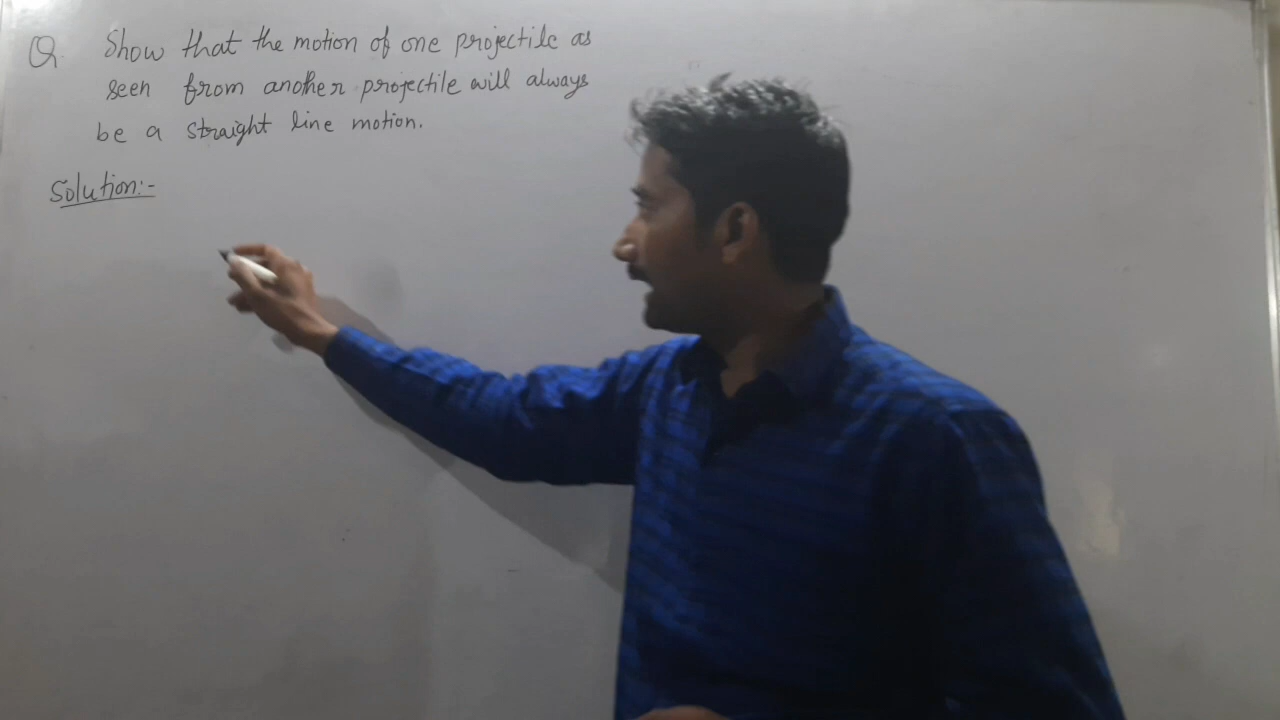 Q. Show that the motion of one projectile as
seen from another projectile will always
be a straight line motion.
Solution:-